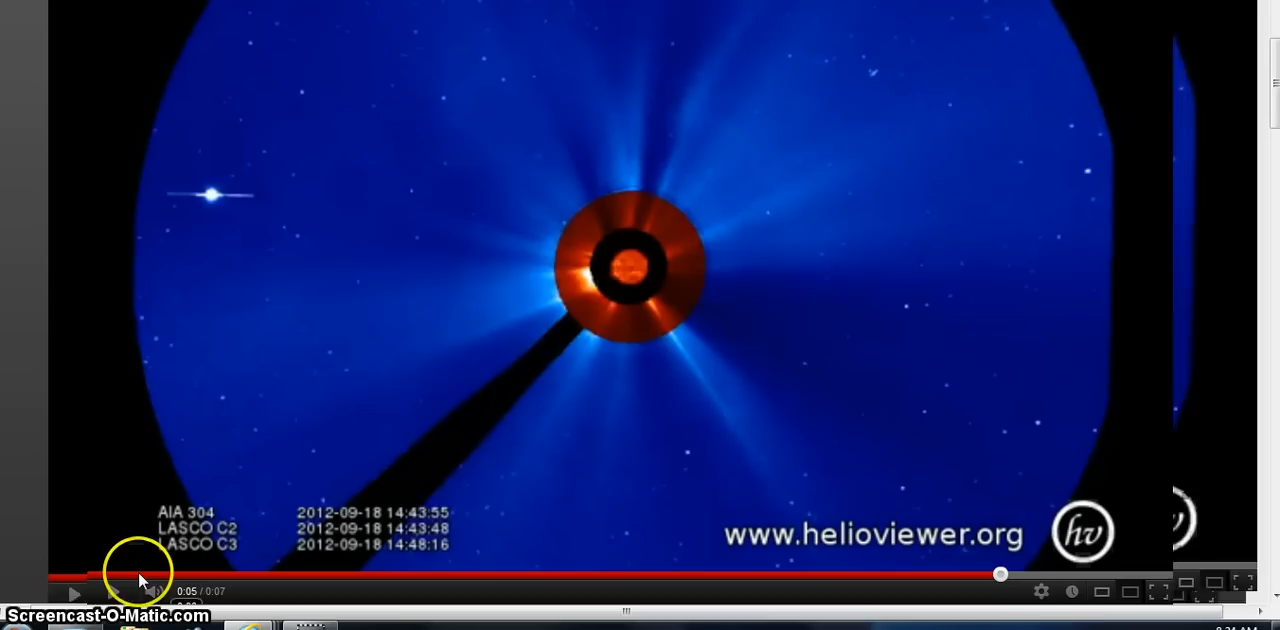 AIA 304 2012-09-18 14:43:55
LASCO C2 2012-09-18 14:43:48
LASCO C3 2012-09-18 14:48:16
www.helioviewer.org
hv
0:05 / 0:07
Screencast-O-Matic.com